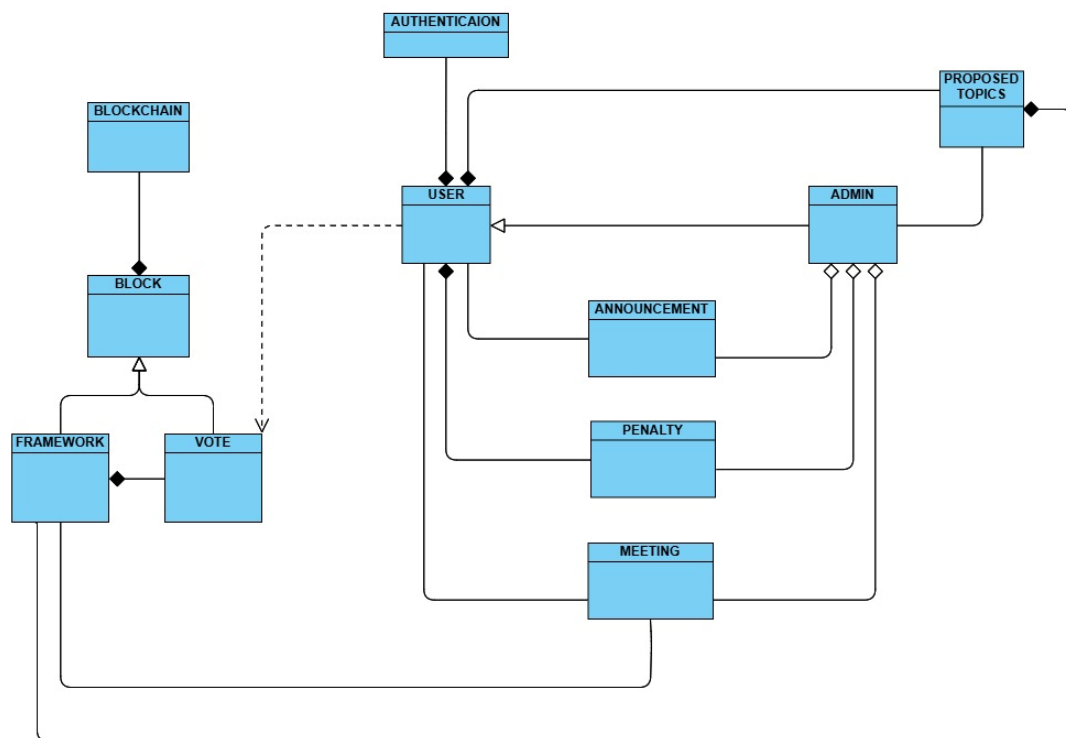 AUTHENTICAION
PROPOSED
TOPICS
BLOCKCHAIN
USER
ADMIN
BLOCK
ANNOUNCEMENT
PENALTY
FRAMEWORK
VOTE
MEETING